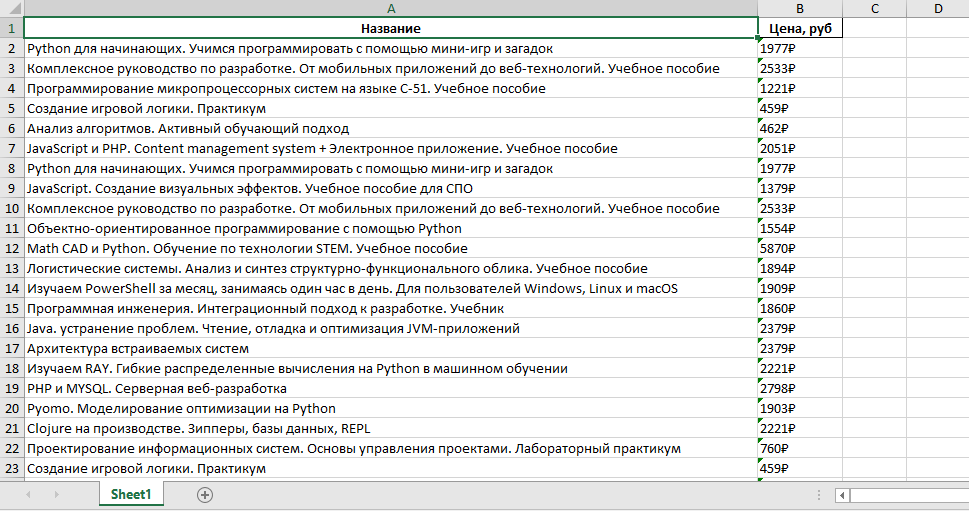 A B C D
1 Название Цена, руб
2 Python для начинающих. Учимся программировать с помощью мини-игр и загадок 1977₽
3 Комплексное руководство по разработке. От мобильных приложений до веб-технологий. Учебное пособие 2533₽
4 Программирование микропроцессорных систем на языке С-51. Учебное пособие 1221₽
5 Создание игровой логики. Практикум 459₽
6 Анализ алгоритмов. Активный обучающий подход 462₽
7 JavaScript и PHP. Content management system + Электронное приложение. Учебное пособие 2051₽
8 Python для начинающих. Учимся программировать с помощью мини-игр и загадок 1977₽
9 JavaScript. Создание визуальных эффектов. Учебное пособие для СПО 1379₽
10 Комплексное руководство по разработке. От мобильных приложений до веб-технологий. Учебное пособие 2533₽
11 Объектно-ориентированное программирование с помощью Python 1554₽
12 Math CAD и Python. Обучение по технологии STEM. Учебное пособие 5870₽
13 Логистические системы. Анализ и синтез структурно-функционального облика. Учебное пособие 1894₽
14 Изучаем PowerShell за месяц, занимаясь один час в день. Для пользователей Windows, Linux и macOS 1909₽
15 Программная инженерия. Интеграционный подход к разработке. Учебник 1860₽
16 Java. устранение проблем. Чтение, отладка и оптимизация JVM-приложений 2379₽
17 Архитектура встраиваемых систем 2379₽
18 Изучаем RAY. Гибкие распределенные вычисления на Python в машинном обучении 2221₽
19 PHP и MYSQL. Серверная веб-разработка 2798₽
20 Pyomo. Моделирование оптимизации на Python 1903₽
21 Clojure на производстве. Зипперы, базы данных, REPL 2221₽
22 Проектирование информационных систем. Основы управления проектами. Лабораторный практикум 760₽
23 Создание игровой логики. Практикум 459₽
Sheet1